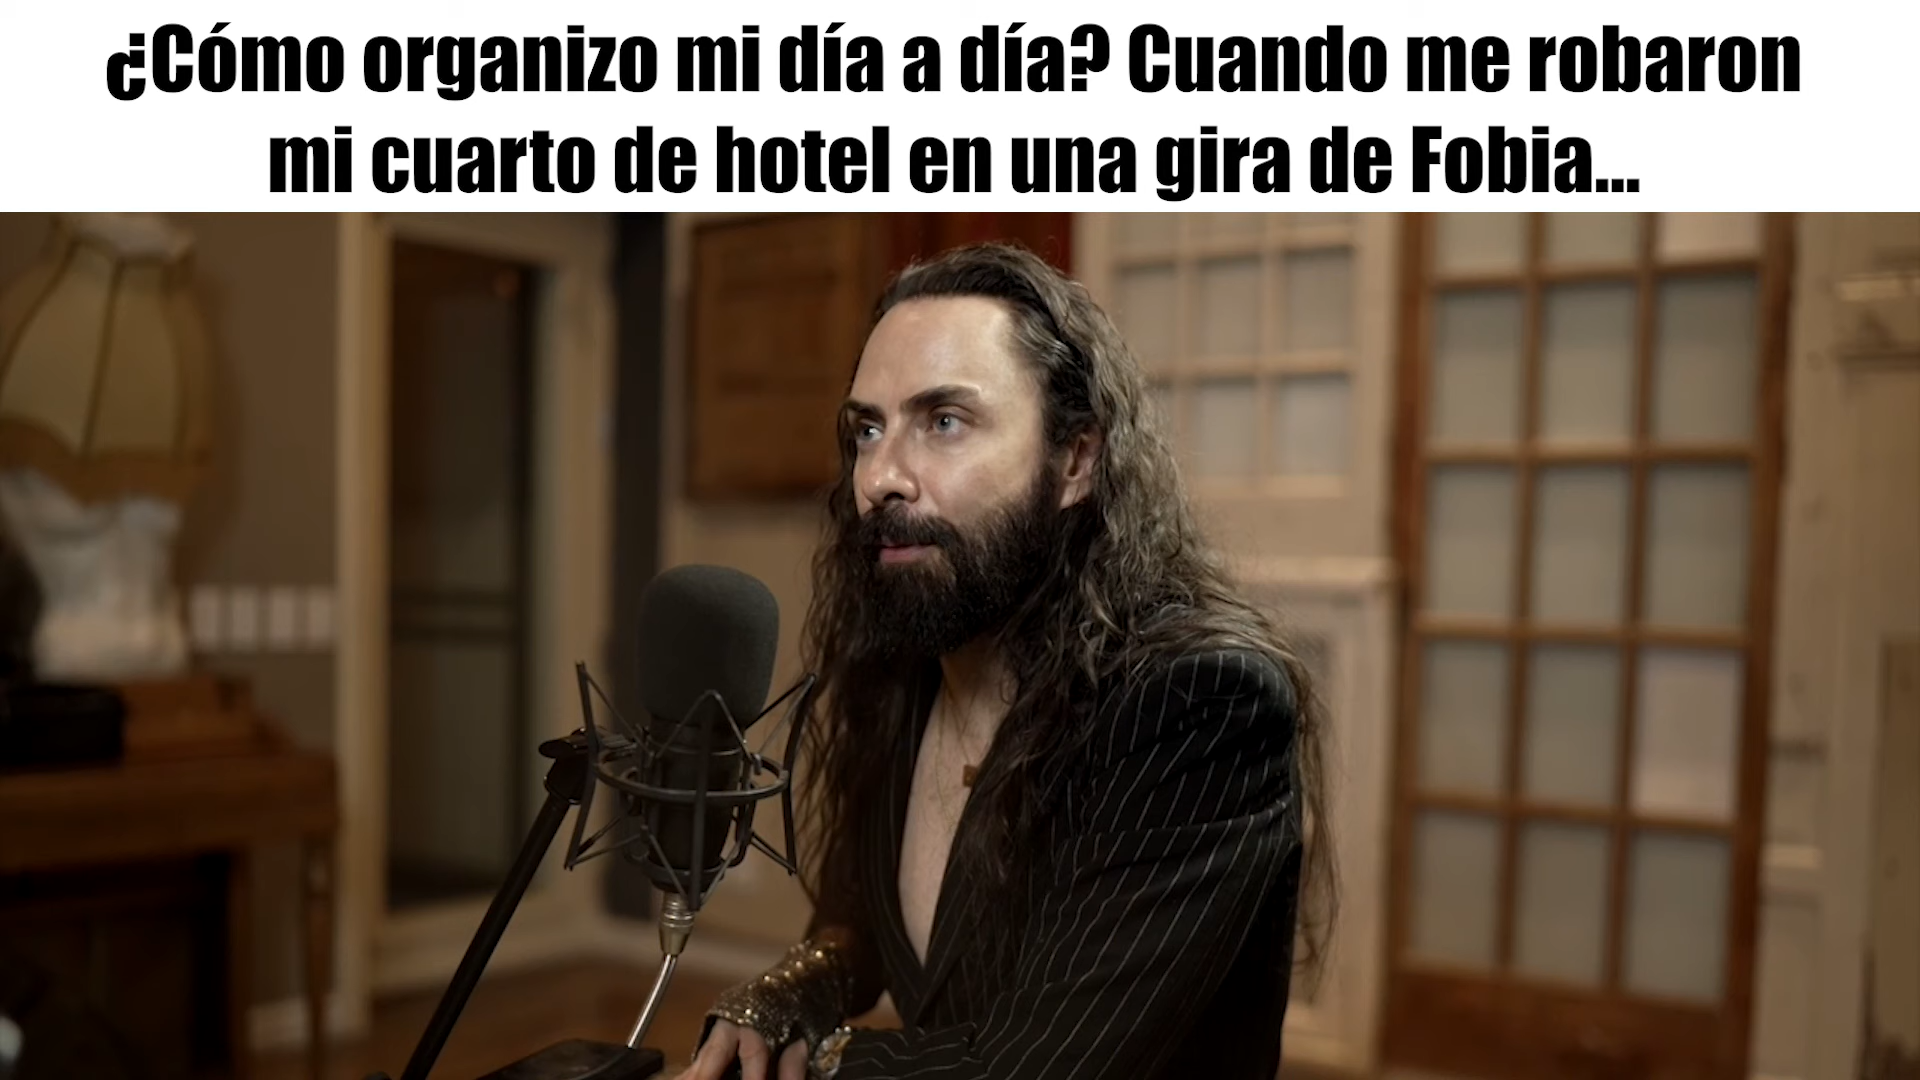 ¿Cómo organizo mi día a día? Cuando me robaron
mi cuarto de hotel en una gira de Fobia...